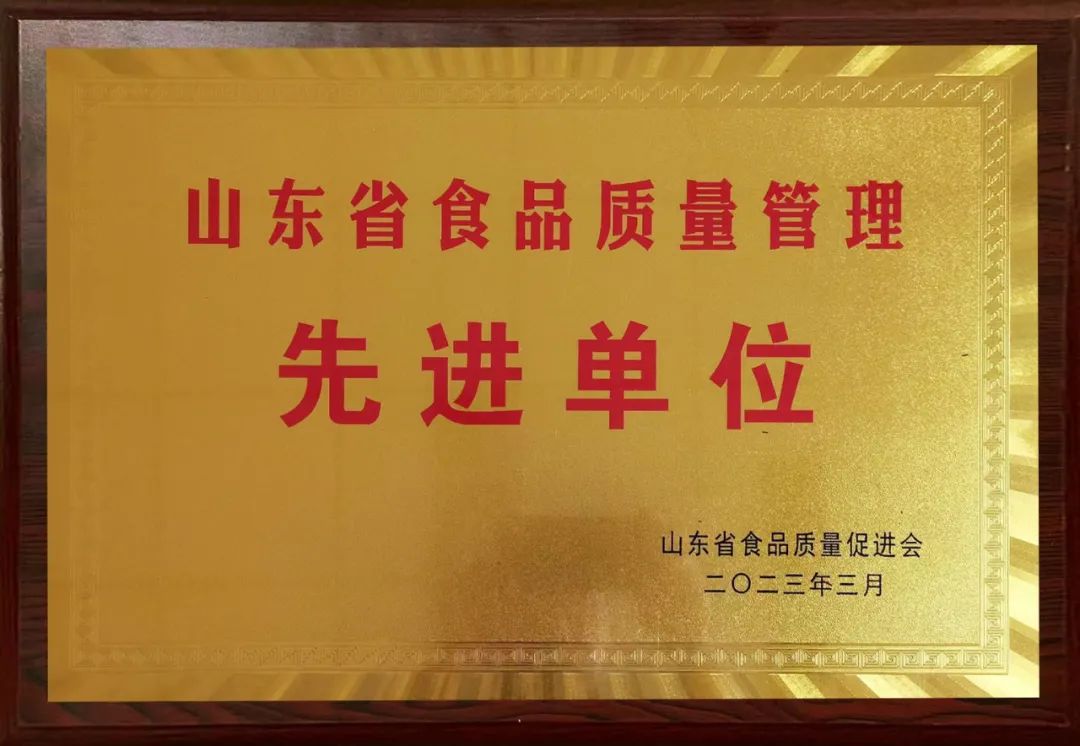 山东省食品质量管理
先进单位
山东省食品质量促进会
二〇二三年三月